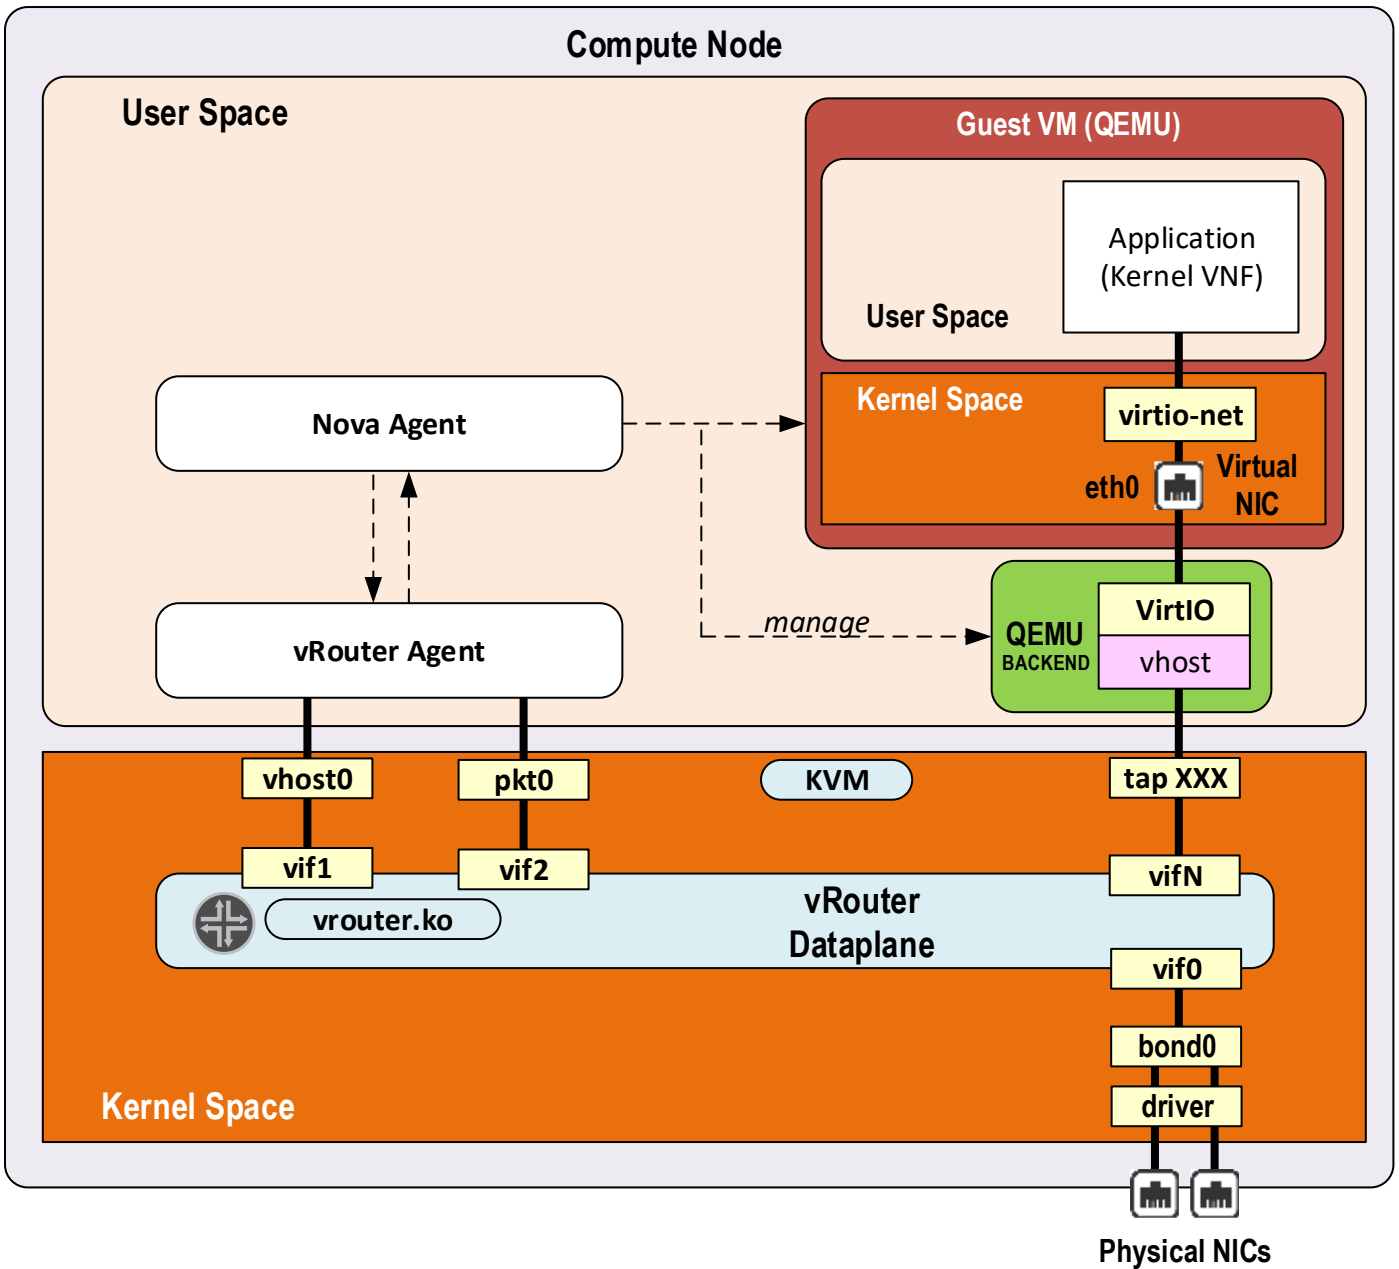 Compute Node
User Space
Guest VM (QEMU)
Application
(Kernel VNF)
User Space
Kernel Space
virtio-net
eth0
Virtual
NIC
Nova Agent
manage
vRouter Agent
QEMU
BACKEND
VirtIO
vhost
vhost0
pkt0
KVM
tap XXX
vif1
vif2
vifN
vrouter.ko
vRouter
Dataplane
vif0
bond0
driver
Kernel Space
Physical NICs